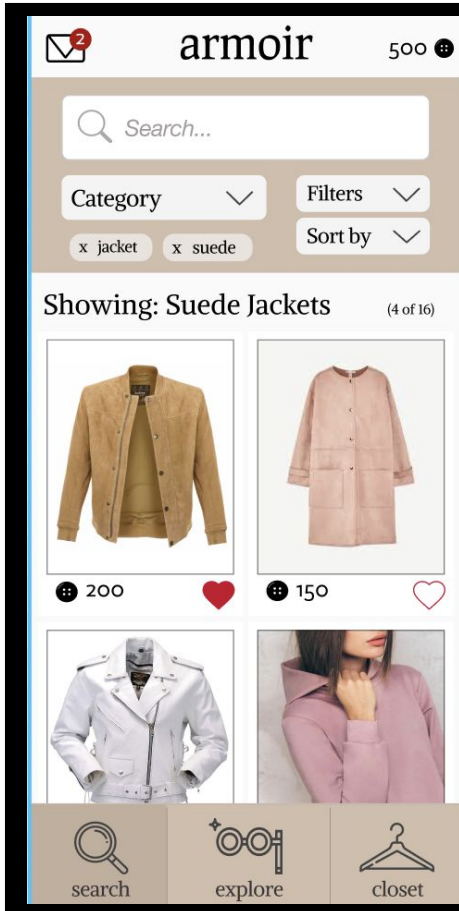 2
armoir
500
Search...
Category
Filters
x jacket
x suede
Sort by
Showing: Suede Jackets
(4 of 16)
200
150
search
explore
closet